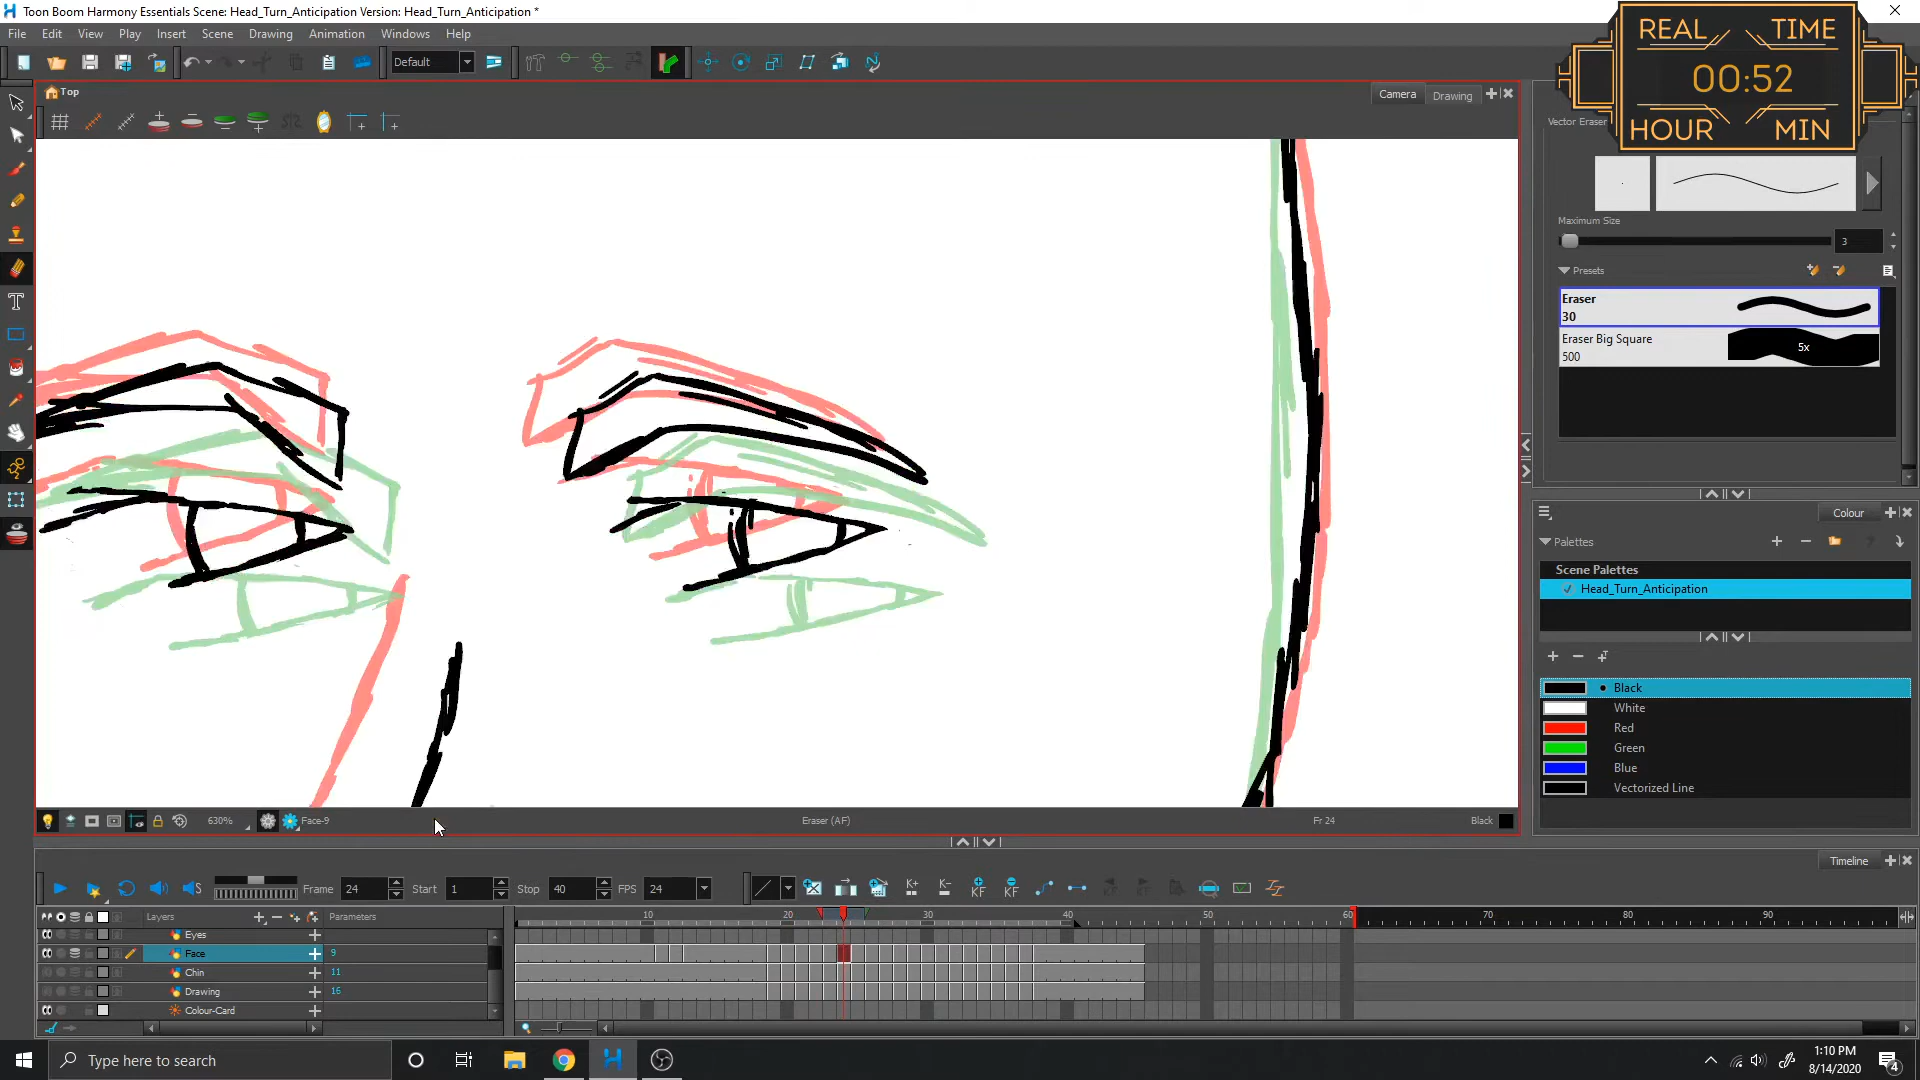 Toon Boom Harmony Essentials Scene: Head_Turn_Anticipation Version: Head_Turn_Anticipation *
File Edit View Play Insert Scene Drawing Animation Windows Help
Default
REAL TIME
00:52
HOUR MIN
Top
Camera Drawing
Vector Eraser
Maximum Size
3
Presets
Eraser
30
Eraser Big Square
500
5x
Colour
Palettes
Scene Palettes
Head_Turn_Anticipation
Black
White
Red
Green
Blue
Vectorized Line
630% Face-9 Eraser (AF) Fr 24 Black
Timeline
Frame 24 Start 1 Stop 40 FPS 24
K+ K- KF KF
Layers Parameters
10 20 30 40 50 60 70 80 90
Eyes
Face 9
Chin 11
Drawing 16
Colour-Card
Type here to search
1:10 PM
8/14/2020
4